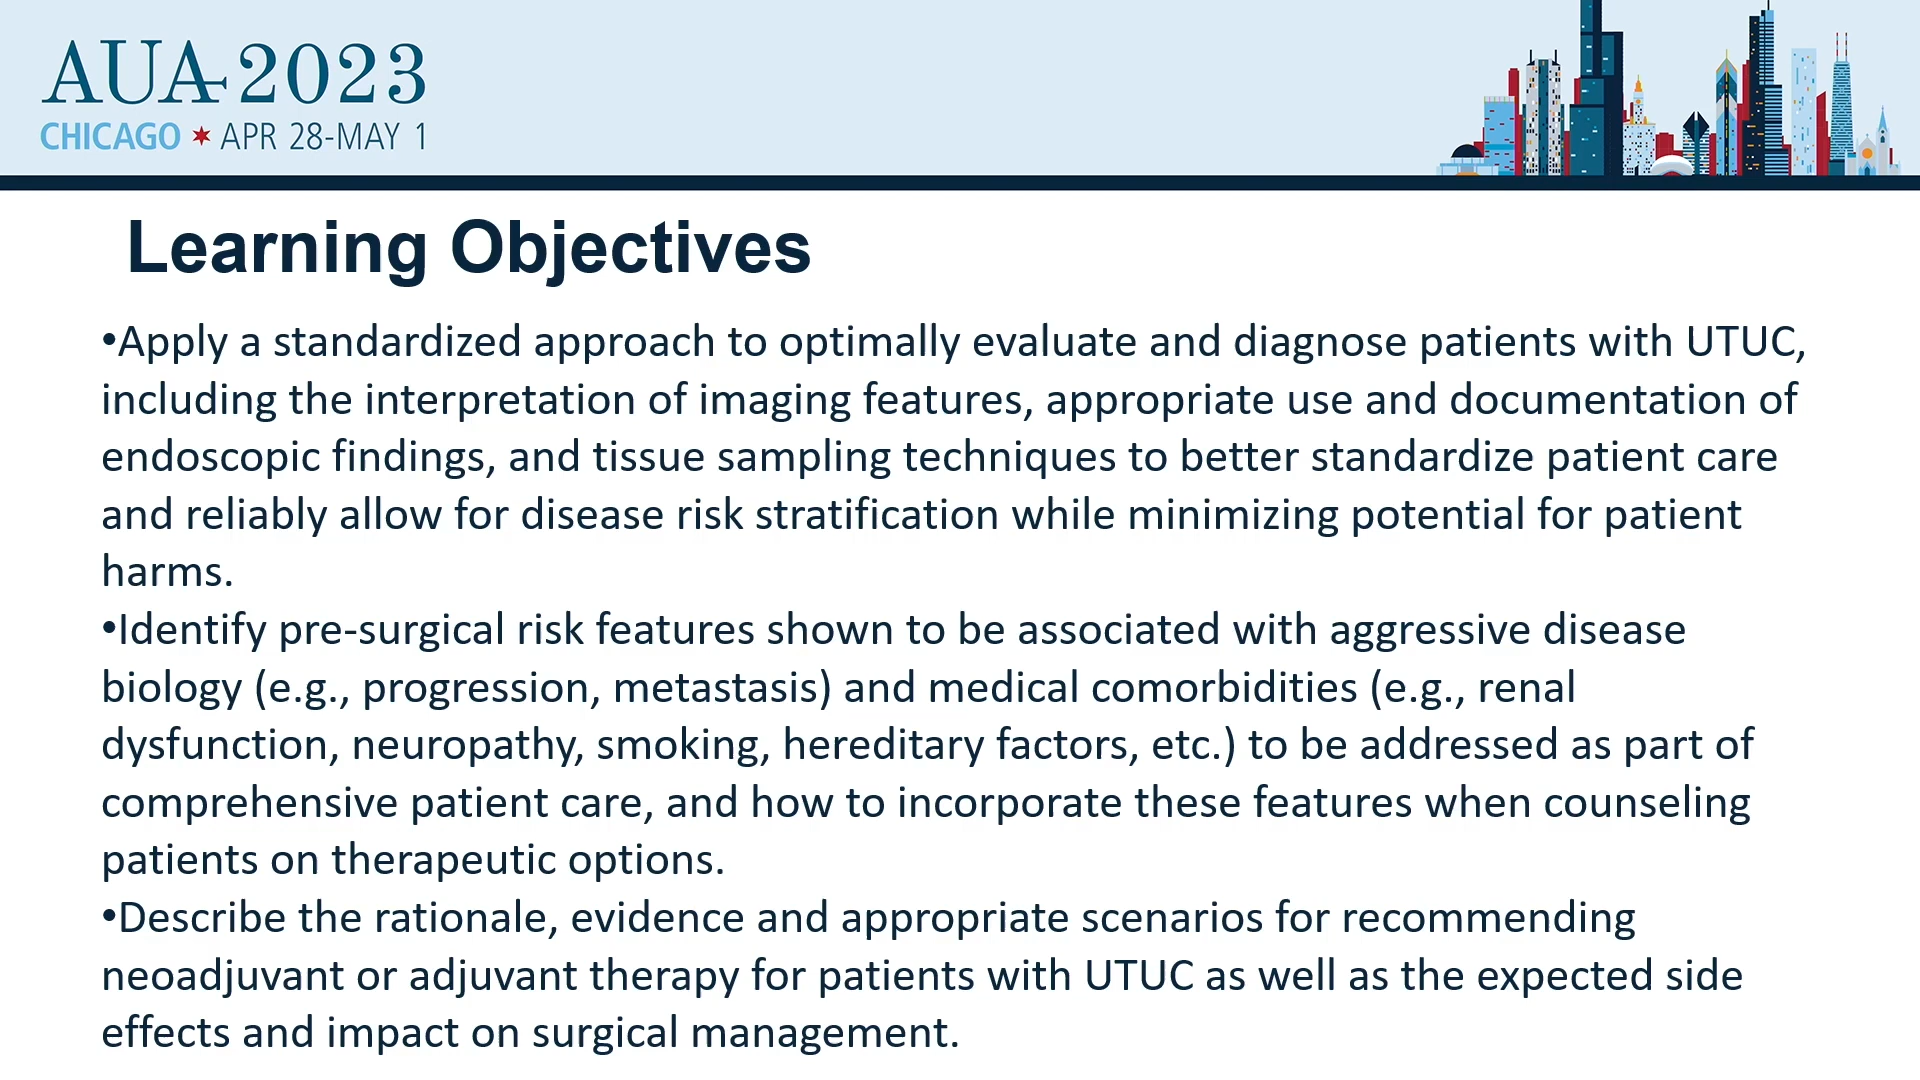 AUA 2023
CHICAGO ★ APR 28-MAY 1
Learning Objectives
•Apply a standardized approach to optimally evaluate and diagnose patients with UTUC,
including the interpretation of imaging features, appropriate use and documentation of
endoscopic findings, and tissue sampling techniques to better standardize patient care
and reliably allow for disease risk stratification while minimizing potential for patient
harms.
•Identify pre-surgical risk features shown to be associated with aggressive disease
biology (e.g., progression, metastasis) and medical comorbidities (e.g., renal
dysfunction, neuropathy, smoking, hereditary factors, etc.) to be addressed as part of
comprehensive patient care, and how to incorporate these features when counseling
patients on therapeutic options.
•Describe the rationale, evidence and appropriate scenarios for recommending
neoadjuvant or adjuvant therapy for patients with UTUC as well as the expected side
effects and impact on surgical management.